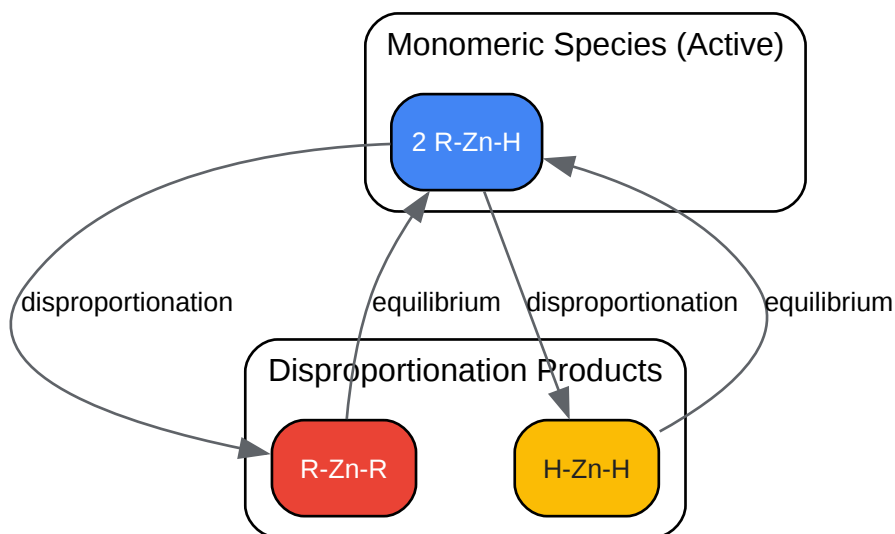 Monomeric Species (Active)
2 R-Zn-H
disproportionation
equilibrium
disproportionation
equilibrium
Disproportionation Products
R-Zn-R
H-Zn-H